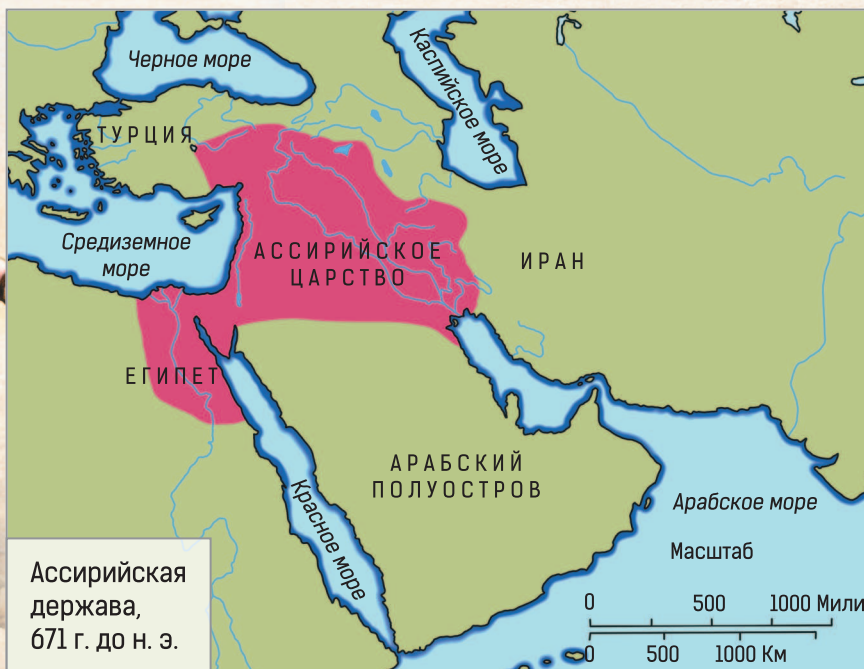 Черное море
Каспийское море
ТУРЦИЯ
Средиземное
море
АССИРИЙСКОЕ
ЦАРСТВО
ИРАН
ЕГИПЕТ
АРАБСКИЙ
ПОЛУОСТРОВ
Красное море
Арабское море
Масштаб
0 500 1000 Мили
0 500 1000 Км
Ассирийская
держава,
671 г. до н. э.